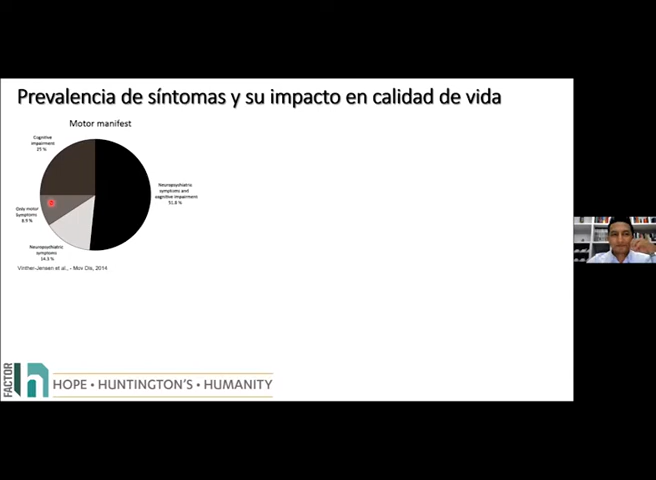 Prevalencia de síntomas y su impacto en calidad de vida
Motor manifest
Cognitive
impairment
25 %
Neuropsychiatric
symptoms and
cognitive impairment
51.8 %
Only motor
Symptoms
8.9 %
Neuropsychiatric
symptoms
14.3 %
Vinther-Jensen et al., - Mov Dis, 2014
FACTOR
h
HOPE • HUNTINGTON'S • HUMANITY